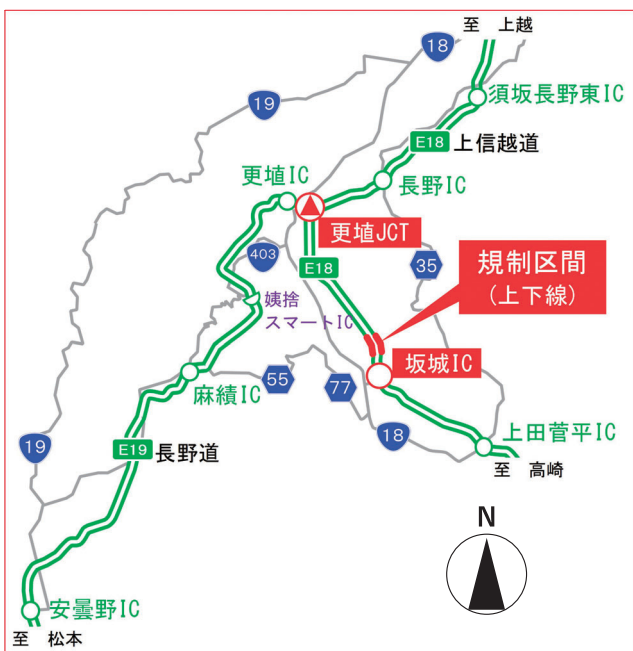 至 上越
18
19
須坂長野東IC
E18 上信越道
更埴IC
長野IC
更埴JCT
403
E18
35
規制区間
(上下線)
姨捨
スマートIC
坂城IC
麻績IC
55
77
18
上田菅平IC
19
E19 長野道
至 高崎
N
安曇野IC
至 松本